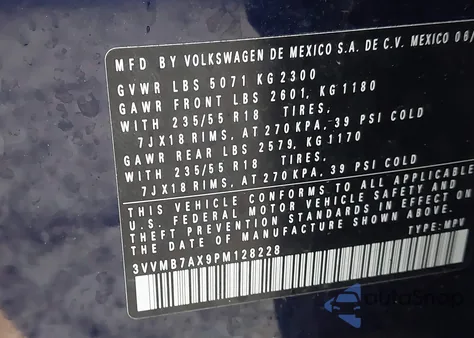 MFD BY VOLKSWAGEN DE MEXICO S.A. DE C.V. MEXICO 06/
GVWR LBS 5071 KG 2300
GAWR FRONT LBS 2601, KG 1180
WITH 235/55 R18 TIRES,
7JX18 RIMS, AT 270 KPA, 39 PSI COLD
GAWR REAR LBS 2579, KG 1170
WITH 235/55 R18 TIRES,
7JX18 RIMS, AT 270 KPA, 39 PSI COLD
THIS VEHICLE CONFORMS TO ALL APPLICABLE
U.S. FEDERAL MOTOR VEHICLE SAFETY AND
THEFT PREVENTION STANDARDS IN EFFECT ON
THE DATE OF MANUFACTURE SHOWN ABOVE.
3VVMB7AX9PM128228 TYPE: MPV
autoSnap